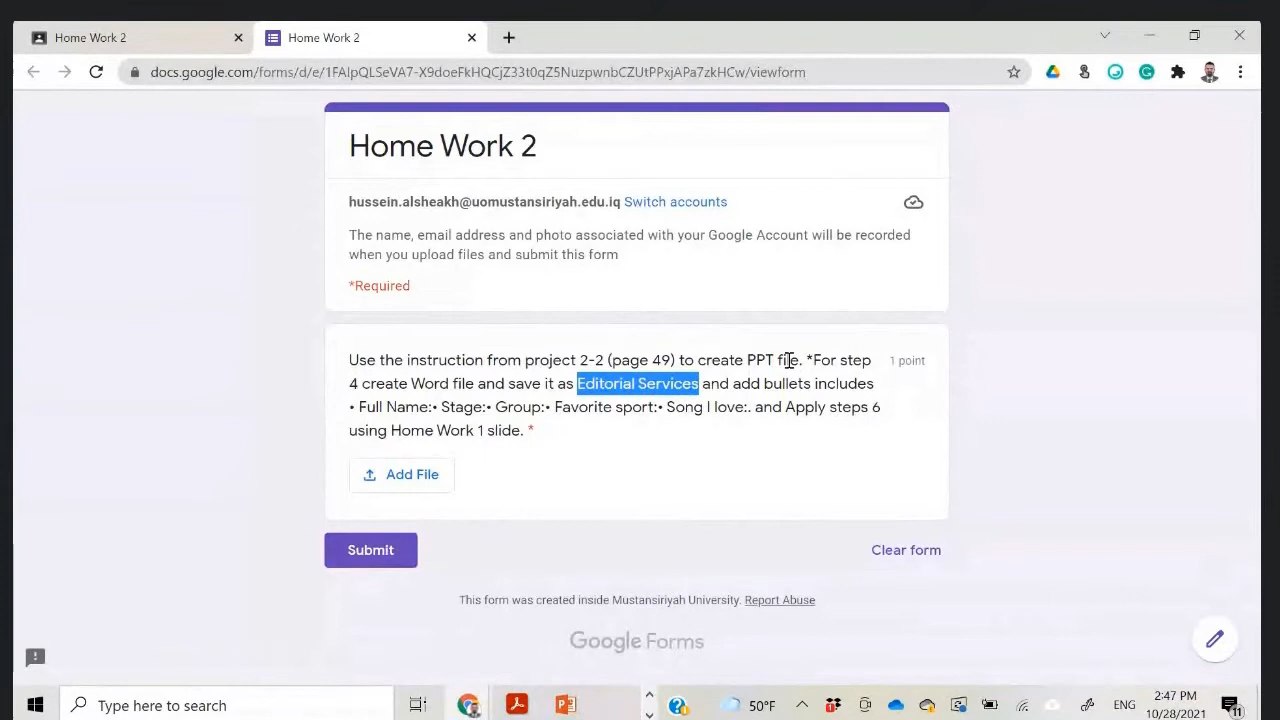 Home Work 2
Home Work 2
docs.google.com/forms/d/e/1FAIpQLSeVA7-X9doeFkHQCjZ33t0qZ5NuzpwnbCZUtPPxjAPa7zkHCw/viewform
Home Work 2
hussein.alsheakh@uomustansiriyah.edu.iq Switch accounts
The name, email address and photo associated with your Google Account will be recorded
when you upload files and submit this form
*Required
Use the instruction from project 2-2 (page 49) to create PPT file. *For step
1 point
4 create Word file and save it as Editorial Services and add bullets includes
• Full Name:• Stage:• Group:• Favorite sport:• Song I love:. and Apply steps 6
using Home Work 1 slide. *
Add File
Submit
Clear form
This form was created inside Mustansiriyah University. Report Abuse
Google Forms
Type here to search
50°F
ENG
2:47 PM
10/28/2021
11